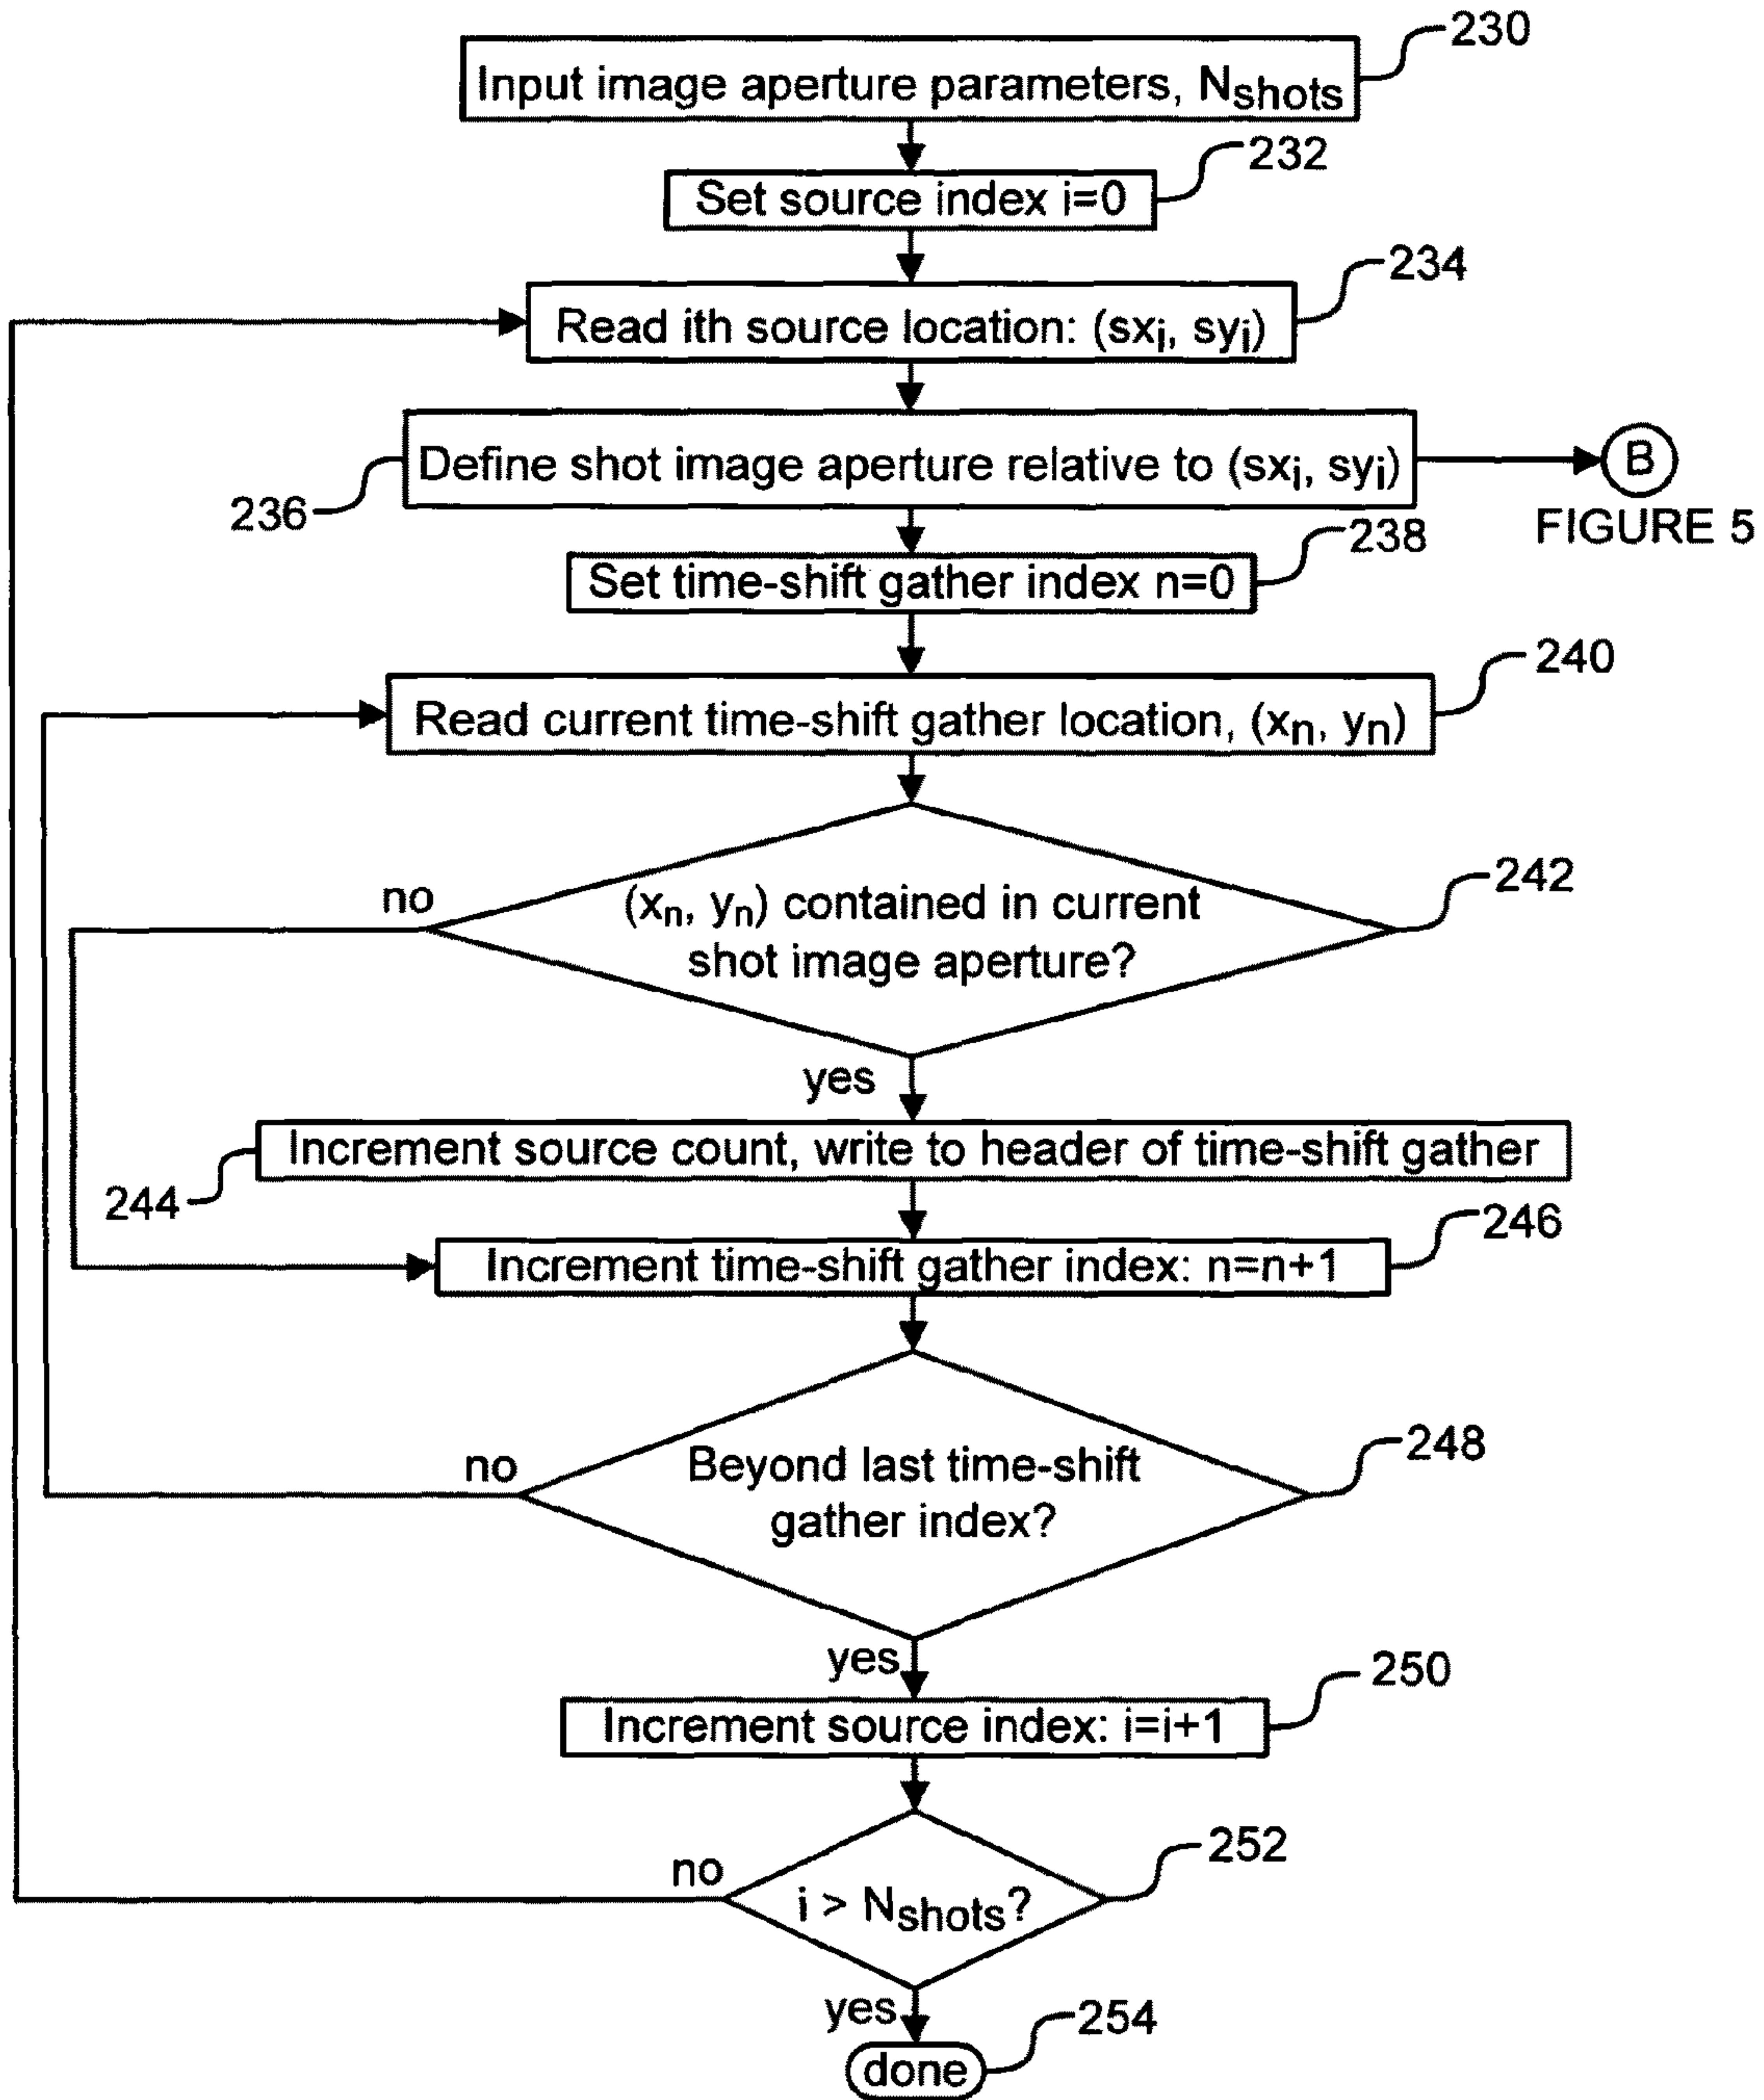 230
Input image aperture parameters, Nshots
232
Set source index i=0
234
Read ith source location: (sxi, syi)
Define shot image aperture relative to (sxi, syi)
B
236
FIGURE 5
238
Set time-shift gather index n=0
240
Read current time-shift gather location, (xn, yn)
242
no
(xn, yn) contained in current
shot image aperture?
yes
Increment source count, write to header of time-shift gather
244
246
Increment time-shift gather index: n=n+1
248
no
Beyond last time-shift
gather index?
yes
250
Increment source index: i=i+1
252
no
i > Nshots?
yes
254
done